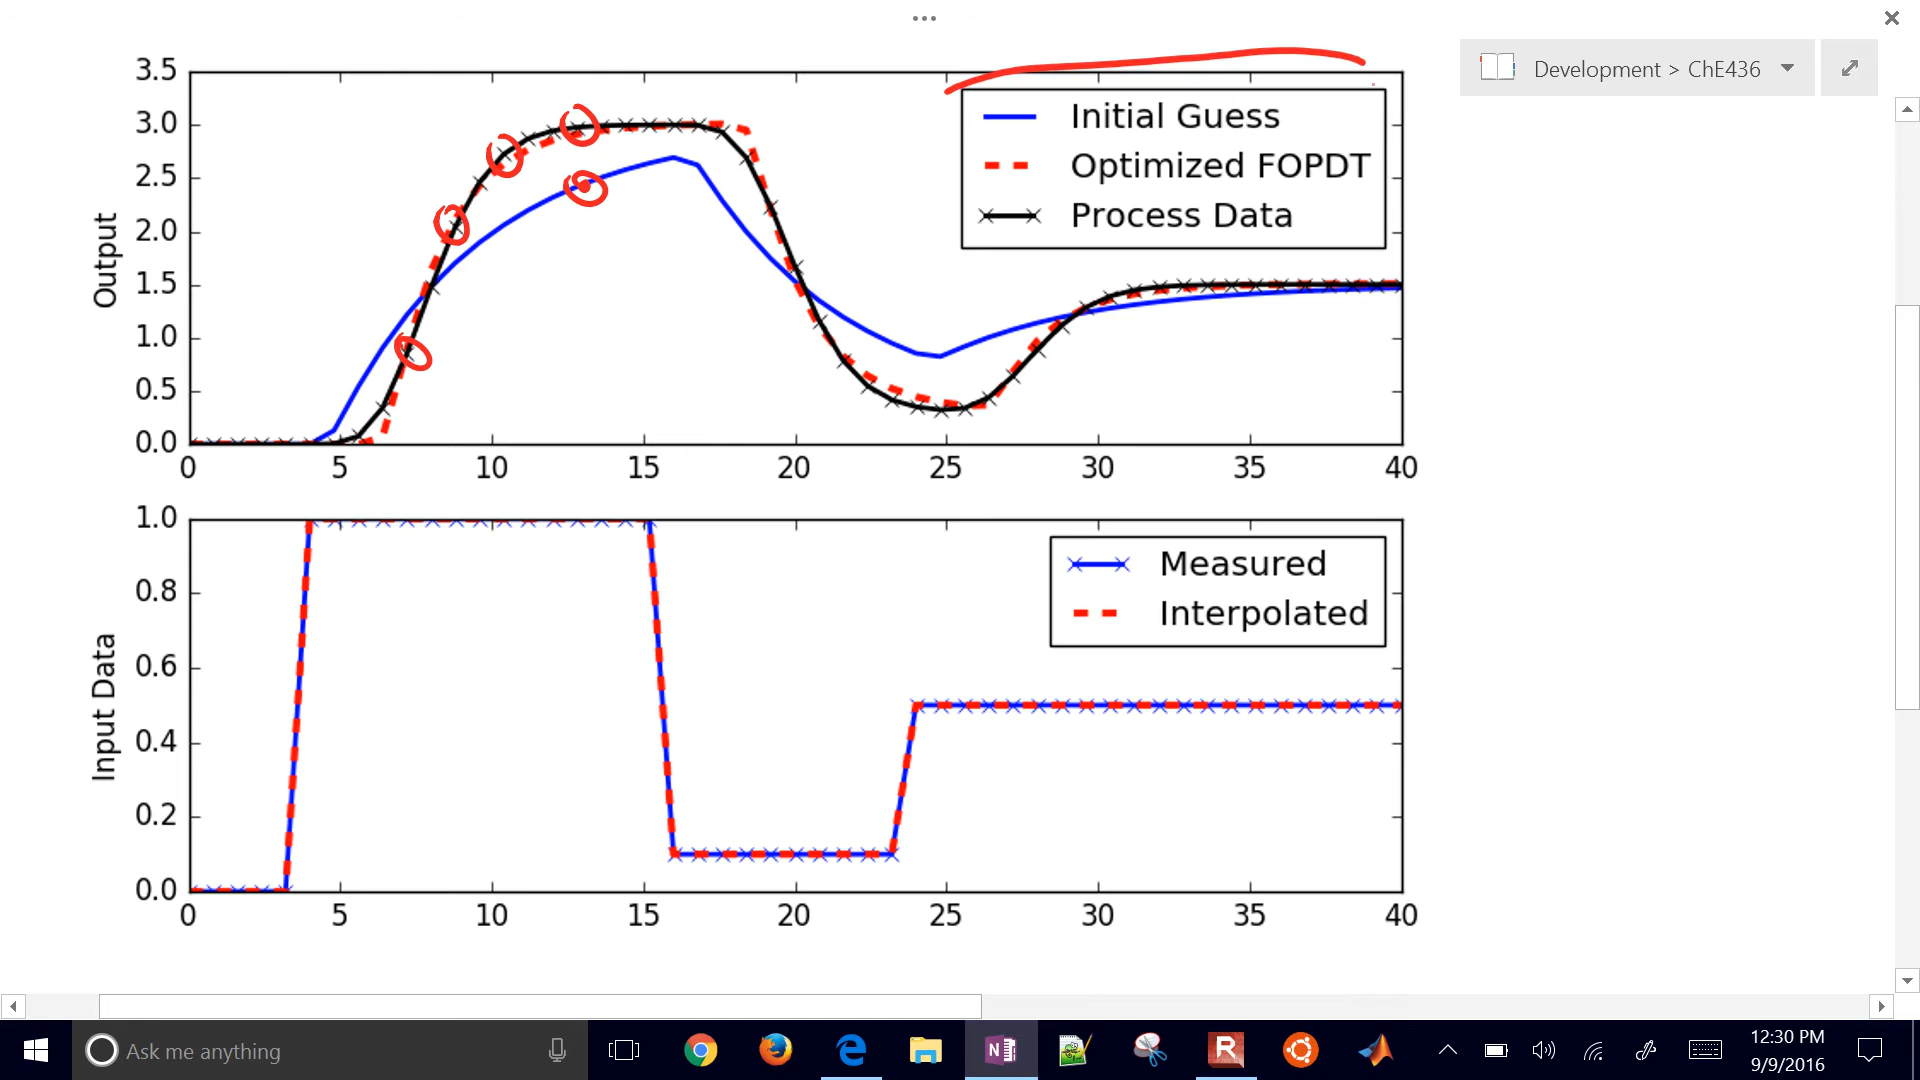 Development > ChE436
3.5
3.0
2.5
2.0
1.5
1.0
0.5
0.0
Output
Initial Guess
Optimized FOPDT
Process Data
0 5 10 15 20 25 30 35 40
1.0
0.8
0.6
0.4
0.2
0.0
Input Data
Measured
Interpolated
0 5 10 15 20 25 30 35 40
Ask me anything
N
R
12:30 PM
9/9/2016